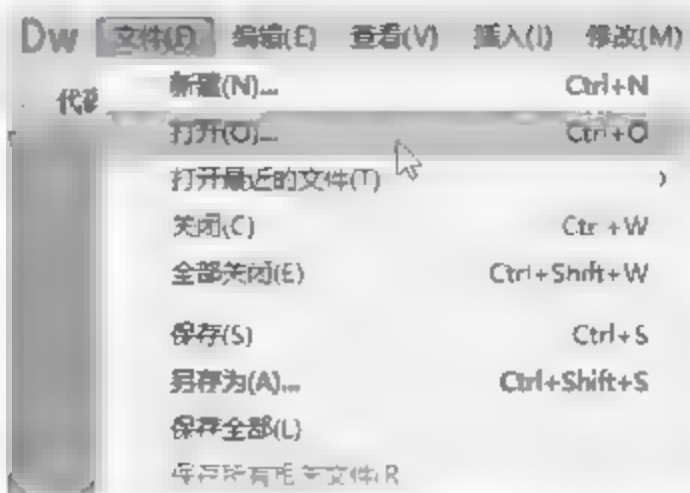 Dw 文件(F) 编辑(E) 查看(V) 插入(I) 修改(M)
新建(N)... Ctrl+N
打开(O)... Ctrl+O
打开最近的文件(T)
关闭(C) Ctrl+W
全部关闭(E) Ctrl+Shift+W
保存(S) Ctrl+S
另存为(A)... Ctrl+Shift+S
保存全部(L)